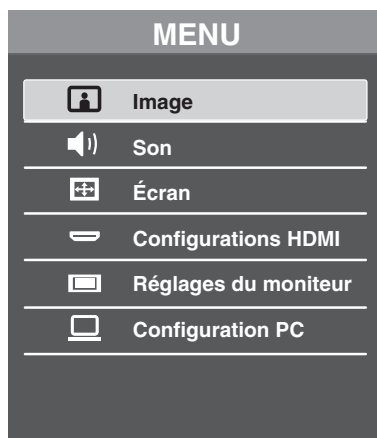 MENU
Image
Son
Écran
Configurations HDMI
Réglages du moniteur
Configuration PC